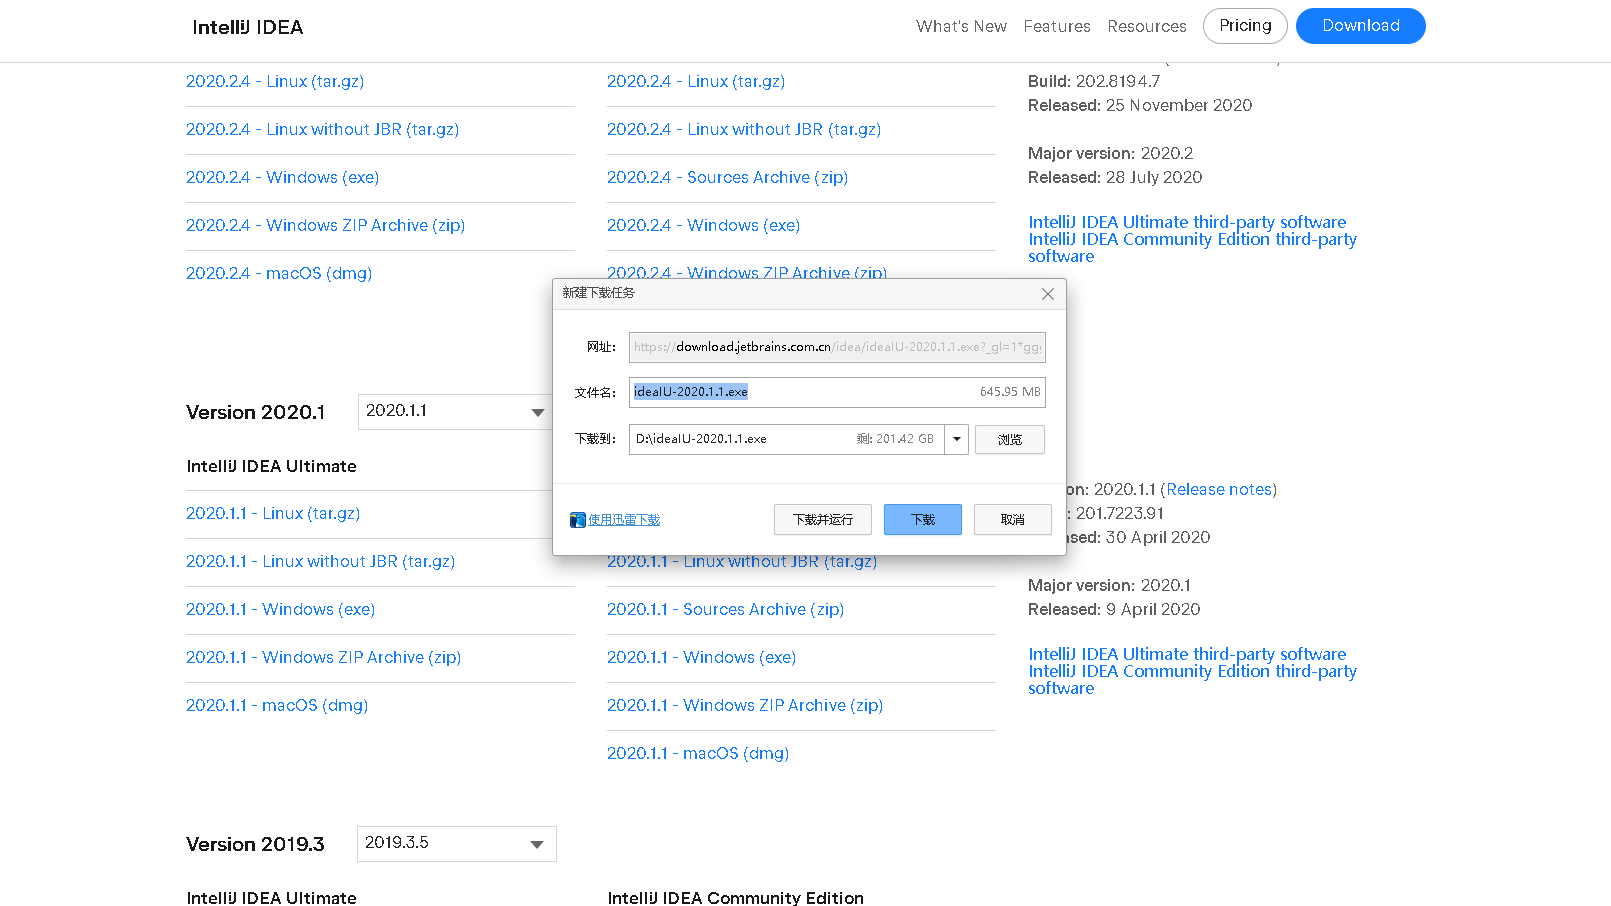 IntelliJ IDEA
What's New
Features
Resources
Pricing
Download
2020.2.4 - Linux (tar.gz)
2020.2.4 - Linux without JBR (tar.gz)
2020.2.4 - Windows (exe)
2020.2.4 - Windows ZIP Archive (zip)
2020.2.4 - macOS (dmg)
2020.2.4 - Linux (tar.gz)
2020.2.4 - Linux without JBR (tar.gz)
2020.2.4 - Sources Archive (zip)
2020.2.4 - Windows (exe)
2020.2.4 - Windows ZIP Archive (zip)
Build: 202.8194.7
Released: 25 November 2020
Major version: 2020.2
Released: 28 July 2020
IntelliJ IDEA Ultimate third-party software
IntelliJ IDEA Community Edition third-party
software
新建下载任务
网址:
https://download.jetbrains.com.cn/idea/ideaIU-2020.1.1.exe?_gl=1*gg
文件名:
ideaIU-2020.1.1.exe
645.95 MB
下载到:
D:\ideaIU-2020.1.1.exe
剩: 201.42 GB
浏览
使用迅雷下载
下载并运行
下载
取消
Version 2020.1
2020.1.1
IntelliJ IDEA Ultimate
2020.1.1 - Linux (tar.gz)
2020.1.1 - Linux without JBR (tar.gz)
2020.1.1 - Windows (exe)
2020.1.1 - Windows ZIP Archive (zip)
2020.1.1 - macOS (dmg)
2020.1.1 - Linux without JBR (tar.gz)
2020.1.1 - Sources Archive (zip)
2020.1.1 - Windows (exe)
2020.1.1 - Windows ZIP Archive (zip)
2020.1.1 - macOS (dmg)
on: 2020.1.1 (Release notes)
: 201.7223.91
sed: 30 April 2020
Major version: 2020.1
Released: 9 April 2020
IntelliJ IDEA Ultimate third-party software
IntelliJ IDEA Community Edition third-party
software
Version 2019.3
2019.3.5
IntelliJ IDEA Ultimate
IntelliJ IDEA Community Edition